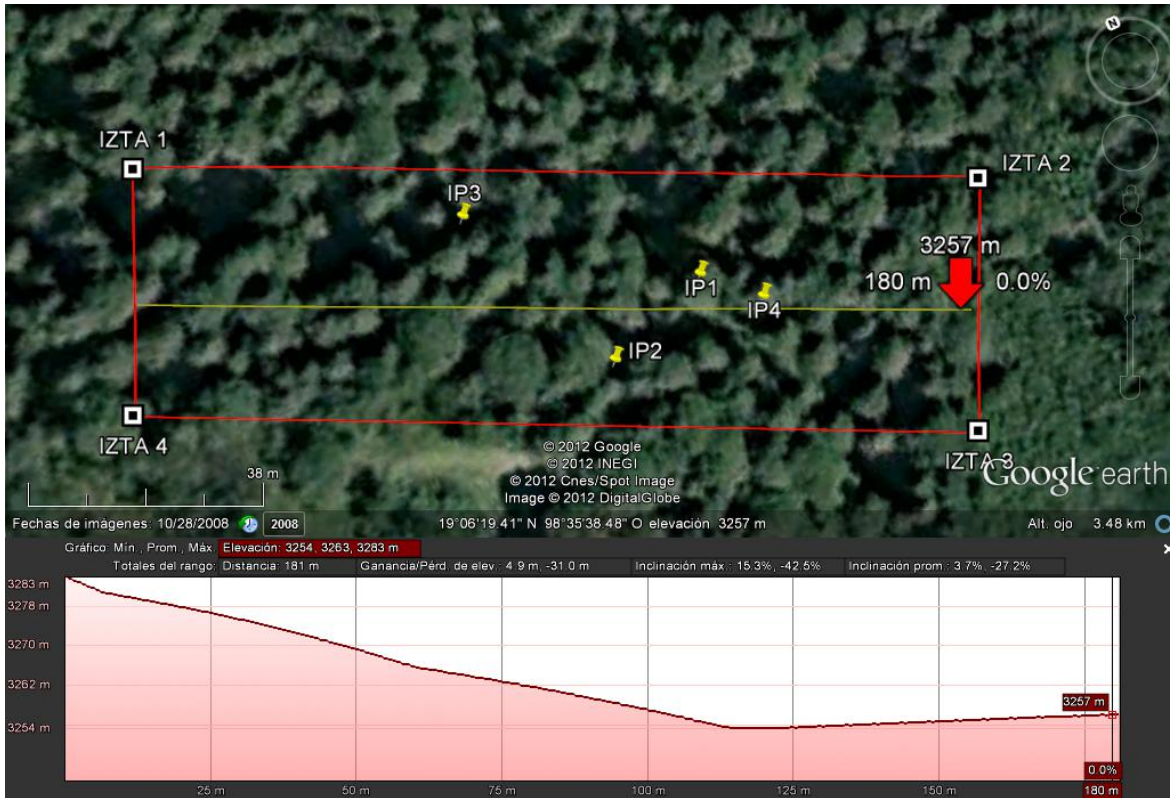 N
IZTA 1
IZTA 2
IP3
3257 m
180 m 0.0%
IP1
IP4
IP2
IZTA 4
IZTA 3
38 m
© 2012 Google
© 2012 INEGI
© 2012 Cnes/Spot Image
Image © 2012 DigitalGlobe
Google earth
Fechas de imágenes: 10/28/2008 2008 19°06'19.41" N 98°35'38.48" O elevación 3257 m Alt. ojo 3.48 km
Gráfico: Mín., Prom., Máx. Elevación: 3254, 3263, 3283 m
Totales del rango: Distancia: 181 m Ganancia/Pérd. de elev.: 4.9 m, -31.0 m Inclinación máx.: 15.3%, -42.5% Inclinación prom.: 3.7%, -27.2%
3283 m
3278 m
3270 m
3262 m
3254 m
3257 m
0.0%
25 m 50 m 75 m 100 m 125 m 150 m 180 m